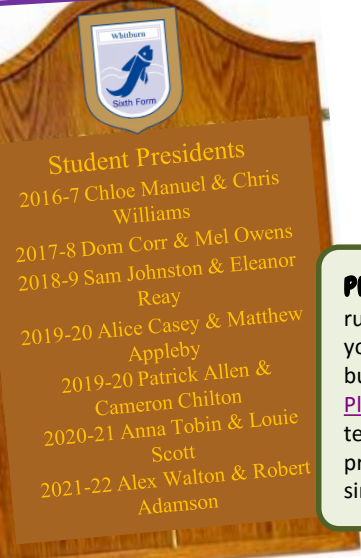 Whitburn
Sixth Form
Student Presidents
2016-7 Chloe Manuel & Chris
Williams
2017-8 Dom Corr & Mel Owens
2018-9 Sam Johnston & Eleanor
Reay
2019-20 Alice Casey & Matthew
Appleby
2019-20 Patrick Allen &
Cameron Chilton
2020-21 Anna Tobin & Louie
Scott
2021-22 Alex Walton & Robert
Adamson